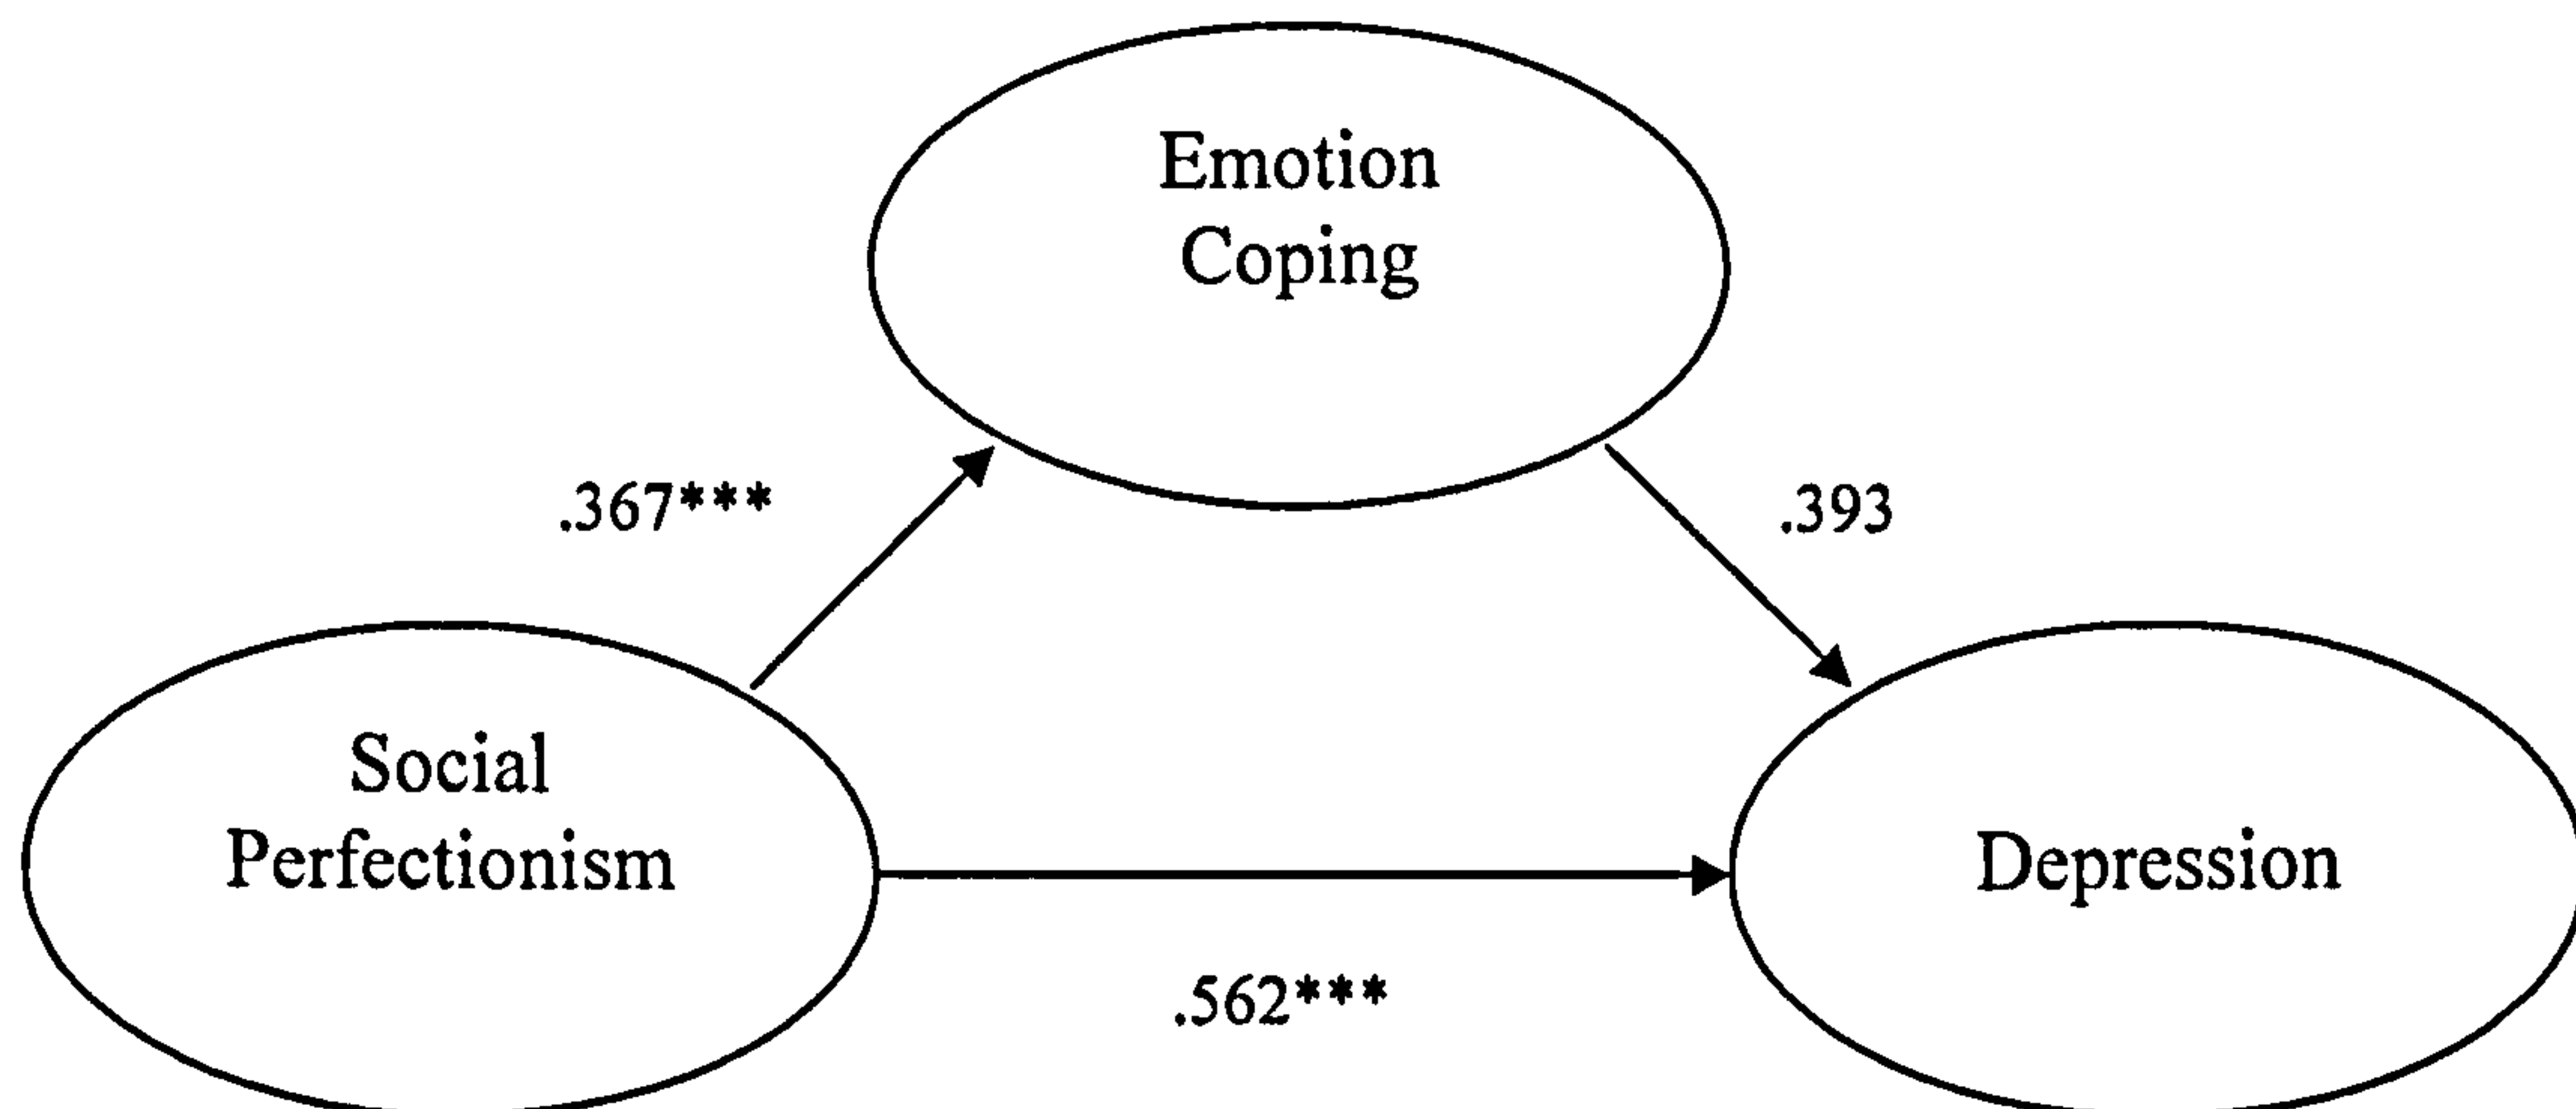 Emotion
Coping
.367***
.393
Social
Perfectionism
Depression
.562***